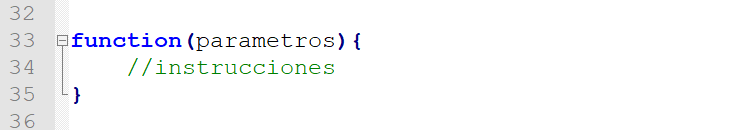 32
33 function(parametros){
34 //instrucciones
35 }
36